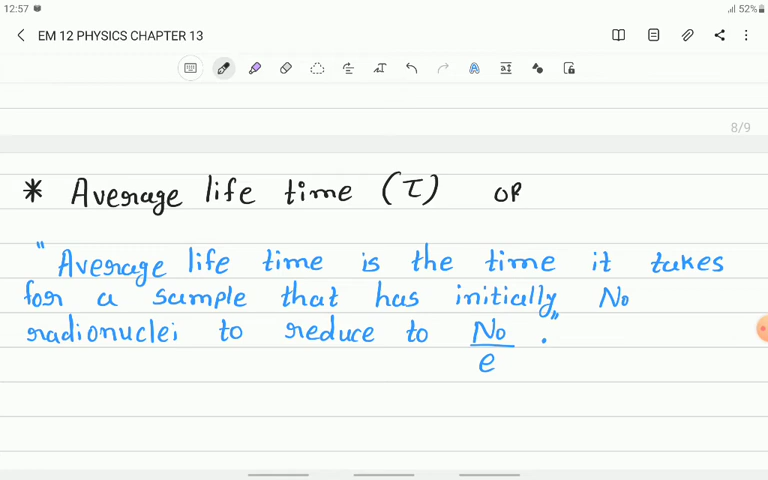 12:57 52%
EM 12 PHYSICS CHAPTER 13
8/9
* Average life time (τ) OR
"Average life time is the time it takes
for a sample that has initially No
radionuclei to reduce to No/e."